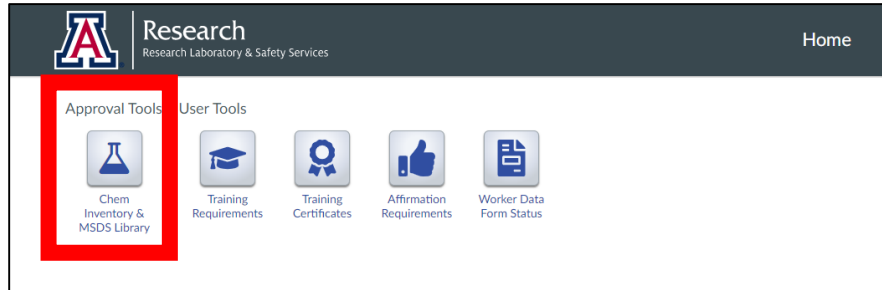 A
Research
Research Laboratory & Safety Services
Home
Approval Tools
User Tools
Chem
Inventory &
MSDS Library
Training
Requirements
Training
Certificates
Affirmation
Requirements
Worker Data
Form Status